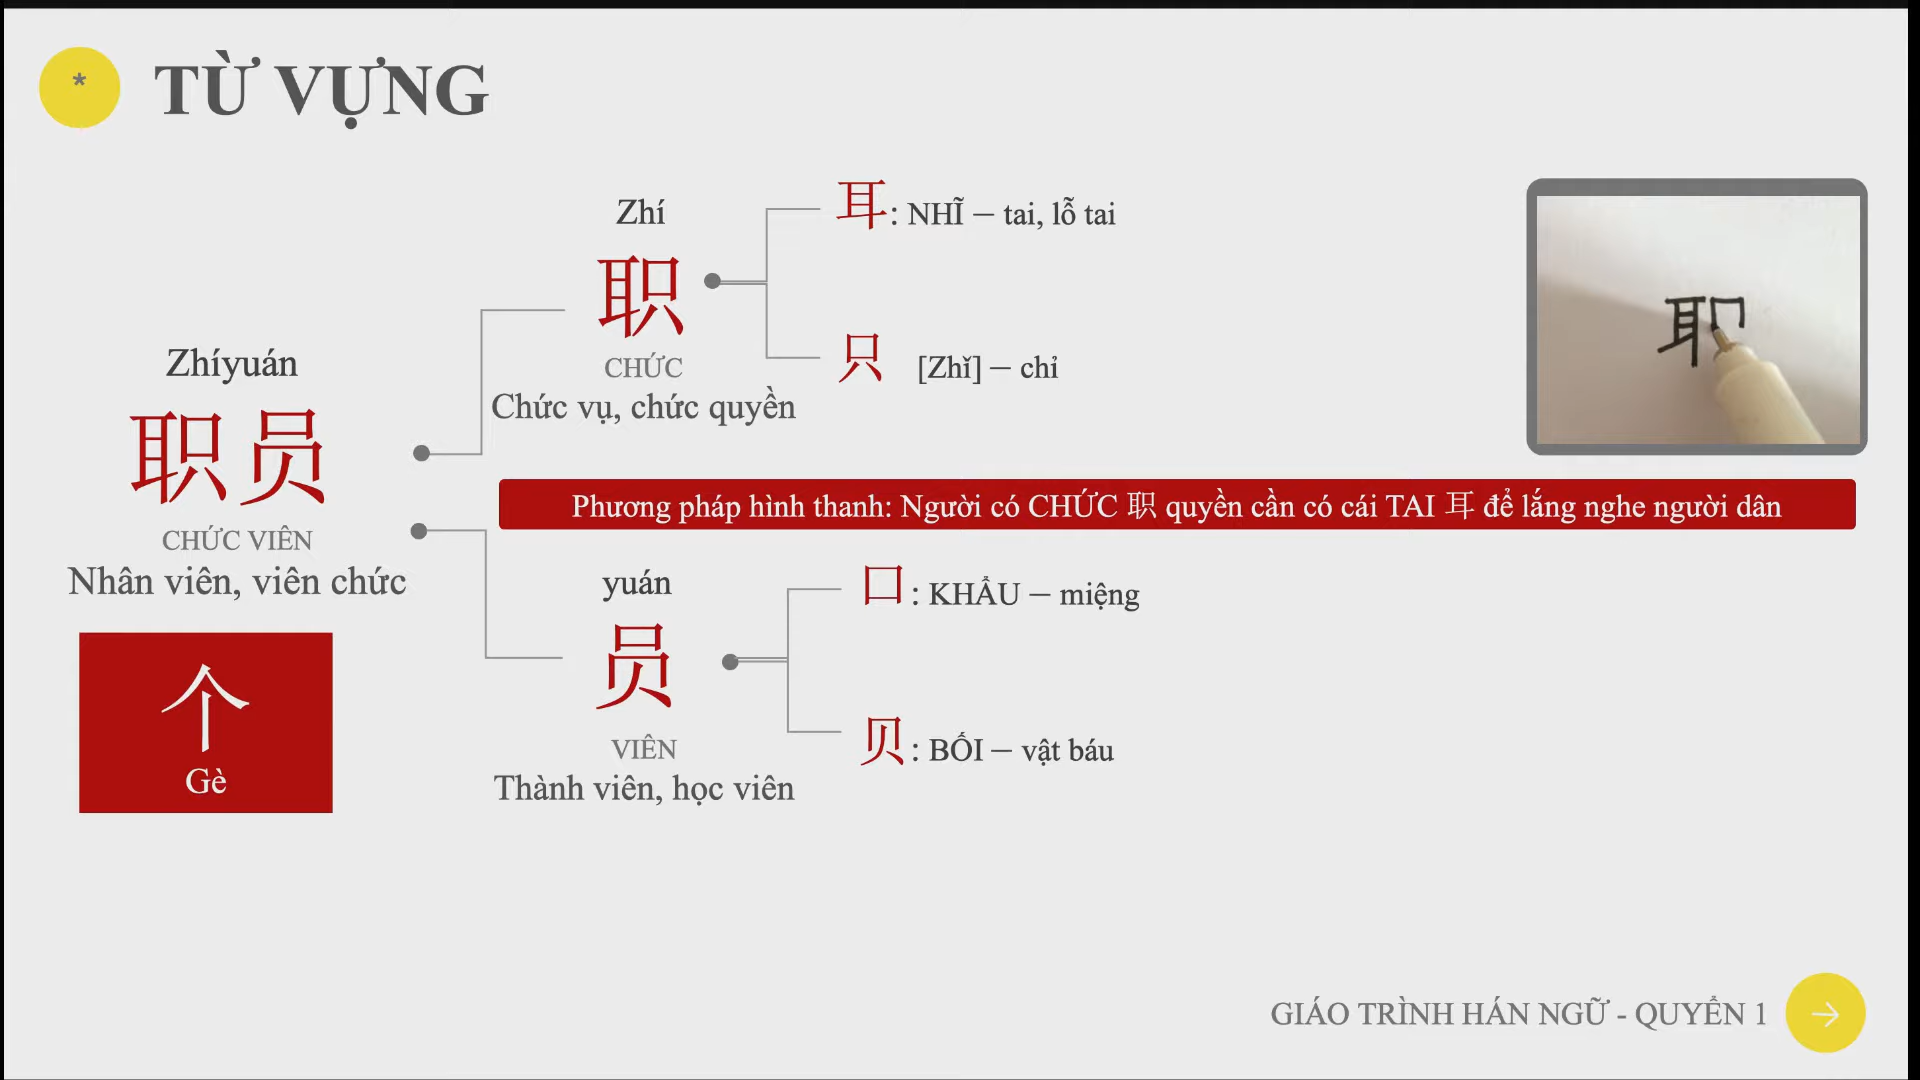 *
TỪ VỰNG
Zhíyuán
职员
CHỨC VIÊN
Nhân viên, viên chức
个
Gè
Zhí
职
CHỨC
Chức vụ, chức quyền
耳: NHĨ – tai, lỗ tai
只 [Zhǐ] – chỉ
Phương pháp hình thanh: Người có CHỨC 职 quyền cần có cái TAI 耳 để lắng nghe người dân
yuán
员
VIÊN
Thành viên, học viên
口: KHẨU – miệng
贝: BỐI – vật báu
GIÁO TRÌNH HÁN NGỮ - QUYỂN 1